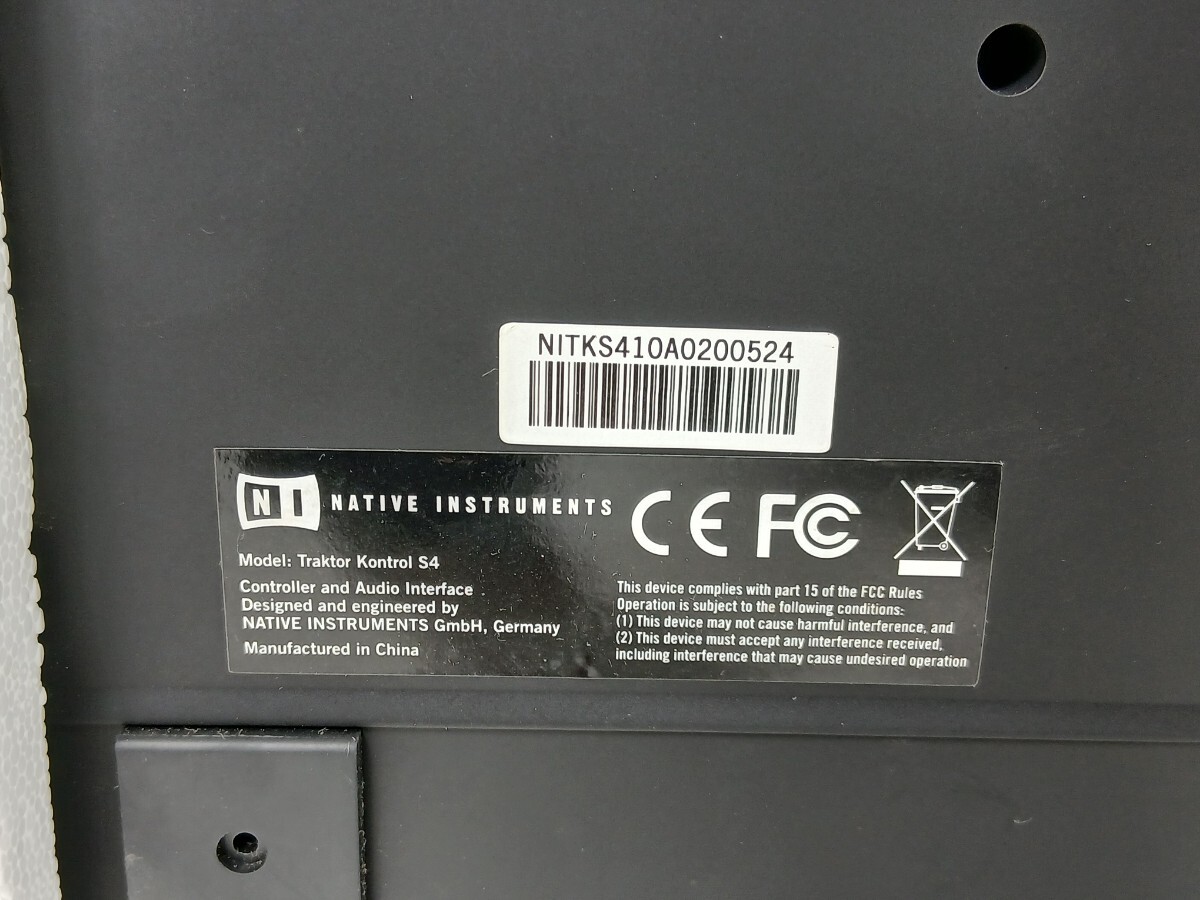 NITKS410A0200524
NI NATIVE INSTRUMENTS
CE FC
Model: Traktor Kontrol S4
Controller and Audio Interface
Designed and engineered by
NATIVE INSTRUMENTS GmbH, Germany
Manufactured in China
This device complies with part 15 of the FCC Rules
Operation is subject to the following conditions:
(1) This device may not cause harmful interference, and
(2) This device must accept any interference received,
including interference that may cause undesired operation